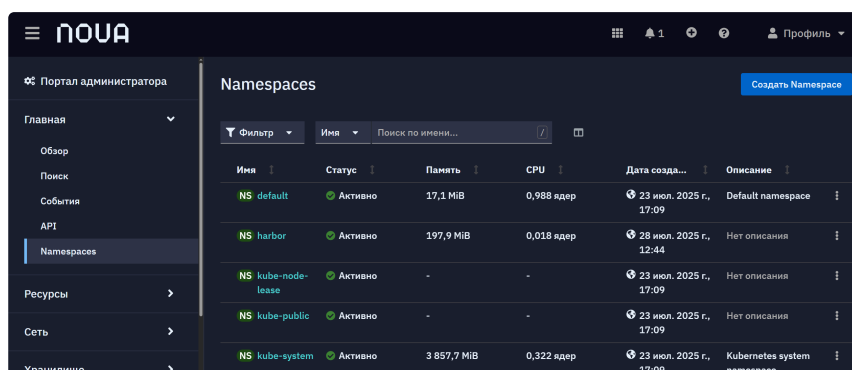 NOVA
1
Профиль
Портал администратора
Главная
Обзор
Поиск
События
API
Namespaces
Ресурсы
Сеть
Хранилище
Namespaces
Создать Namespace
Фильтр
Имя
Поиск по имени...
/
Имя Статус Память CPU Дата созда... Описание
NS default Активно 17,1 MiB 0,988 ядер 23 июл. 2025 г., Default namespace
17:09
NS harbor Активно 197,9 MiB 0,018 ядер 28 июл. 2025 г., Нет описания
12:44
NS kube-node- Активно - - 23 июл. 2025 г., Нет описания
lease 17:09
NS kube-public Активно - - 23 июл. 2025 г., Нет описания
17:09
NS kube-system Активно 3 857,7 MiB 0,322 ядер 23 июл. 2025 г., Kubernetes system
17:09 namespace